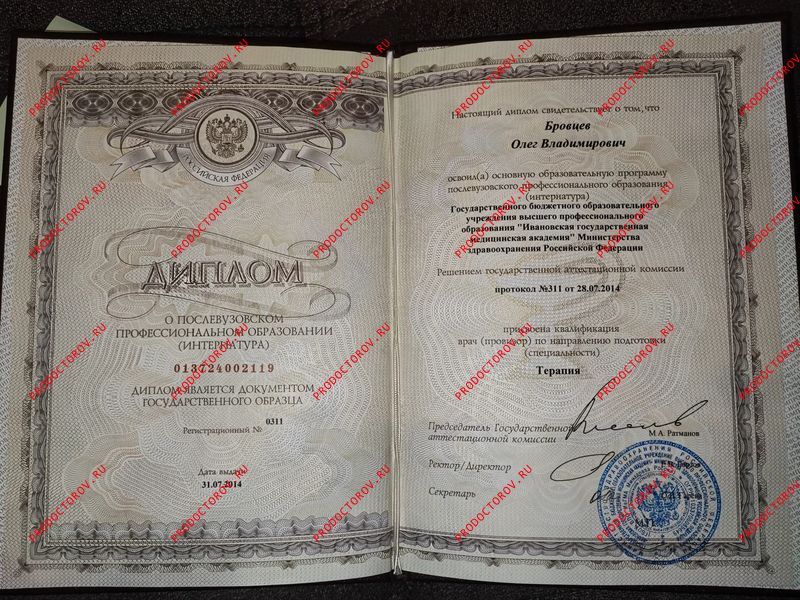 РОССИЙСКАЯ ФЕДЕРАЦИЯ
ДИПЛОМ
О ПОСЛЕВУЗОВСКОМ
ПРОФЕССИОНАЛЬНОМ ОБРАЗОВАНИИ
(ИНТЕРНАТУРА)
013724002119
ДИПЛОМ ЯВЛЯЕТСЯ ДОКУМЕНТОМ
ГОСУДАРСТВЕННОГО ОБРАЗЦА
Регистрационный № 0311
Дата выдачи
31.07.2014
Настоящий диплом свидетельствует о том, что
Бровцев
Олег Владимирович
освоил(а) основную образовательную программу
послевузовского профессионального образования
(интернатура)
Государственного бюджетного образовательного
учреждения высшего профессионального
образования "Ивановская государственная
медицинская академия" Министерства
здравоохранения Российской Федерации
Решением государственной аттестационной комиссии
протокол №311 от 28.07.2014
присвоена квалификация
врач (провизор) по направлению подготовки
(специальности)
Терапия
Председатель Государственной
аттестационной комиссии
М.А. Ратманов
Ректор/Директор
Секретарь
М.П.
PRODOCTOROV.RU